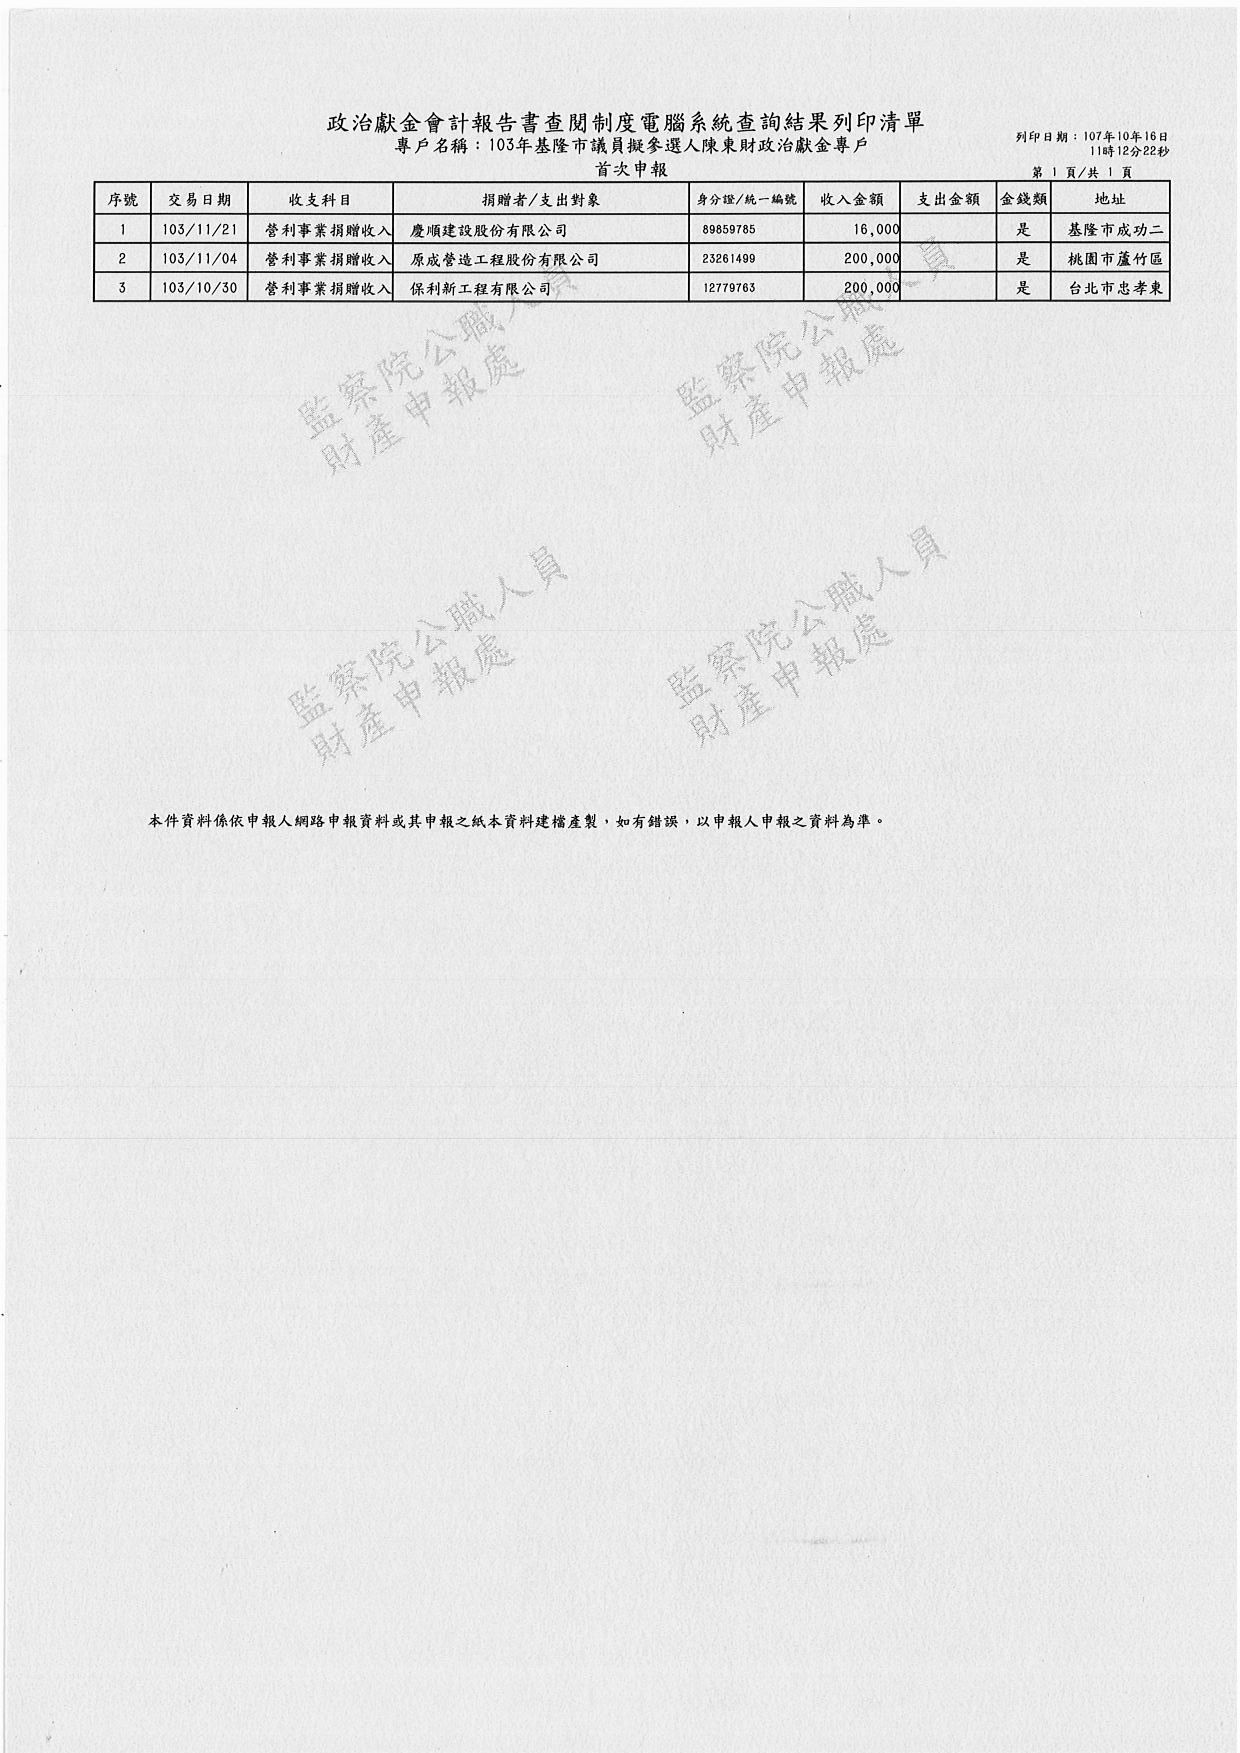 政治獻金會計報告書查閱制度電腦系統查詢結果列印清單
專戶名稱：103年基隆市議員擬參選人陳東財政治獻金專戶
首次申報
列印日期：107年10年16日
11時12分22秒
第 1 頁/共 1 頁
序號 交易日期 收支科目 捐贈者/支出對象 身分證/統一編號 收入金額 支出金額 金錢類 地址
1 103/11/21 營利事業捐贈收入 慶順建設股份有限公司 89859785 16,000 是 基隆市成功二
2 103/11/04 營利事業捐贈收入 原成營造工程股份有限公司 23261499 200,000 是 桃園市蘆竹區
3 103/10/30 營利事業捐贈收入 保利新工程有限公司 12779763 200,000 是 台北市忠孝東
監察院公職人員
財產申報處
監察院公職人員
財產申報處
監察院公職人員
財產申報處
監察院公職人員
財產申報處
本件資料係依申報人網路申報資料或其申報之紙本資料建檔產製，如有錯誤，以申報人申報之資料為準。